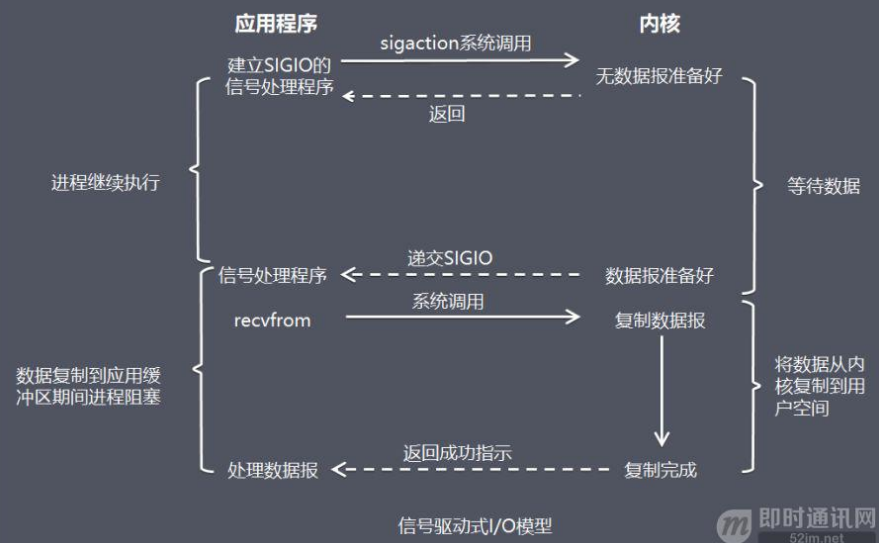 应用程序
内核
sigaction系统调用
建立SIGIO的
信号处理程序
无数据报准备好
返回
进程继续执行
等待数据
递交SIGIO
信号处理程序
数据报准备好
系统调用
recvfrom
复制数据报
数据复制到应用缓
冲区期间进程阻塞
将数据从内
核复制到用
户空间
返回成功指示
处理数据报
复制完成
信号驱动式I/O模型
即时通讯网
52im.net